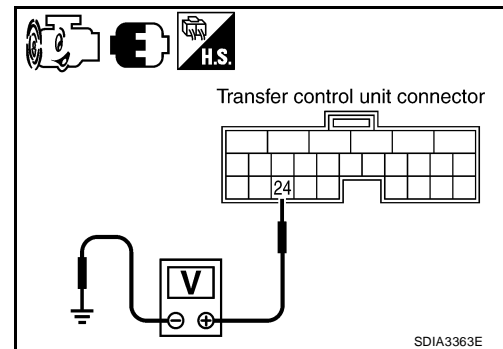 H.S.
Transfer control unit connector
24
V
− +
SDIA3363E